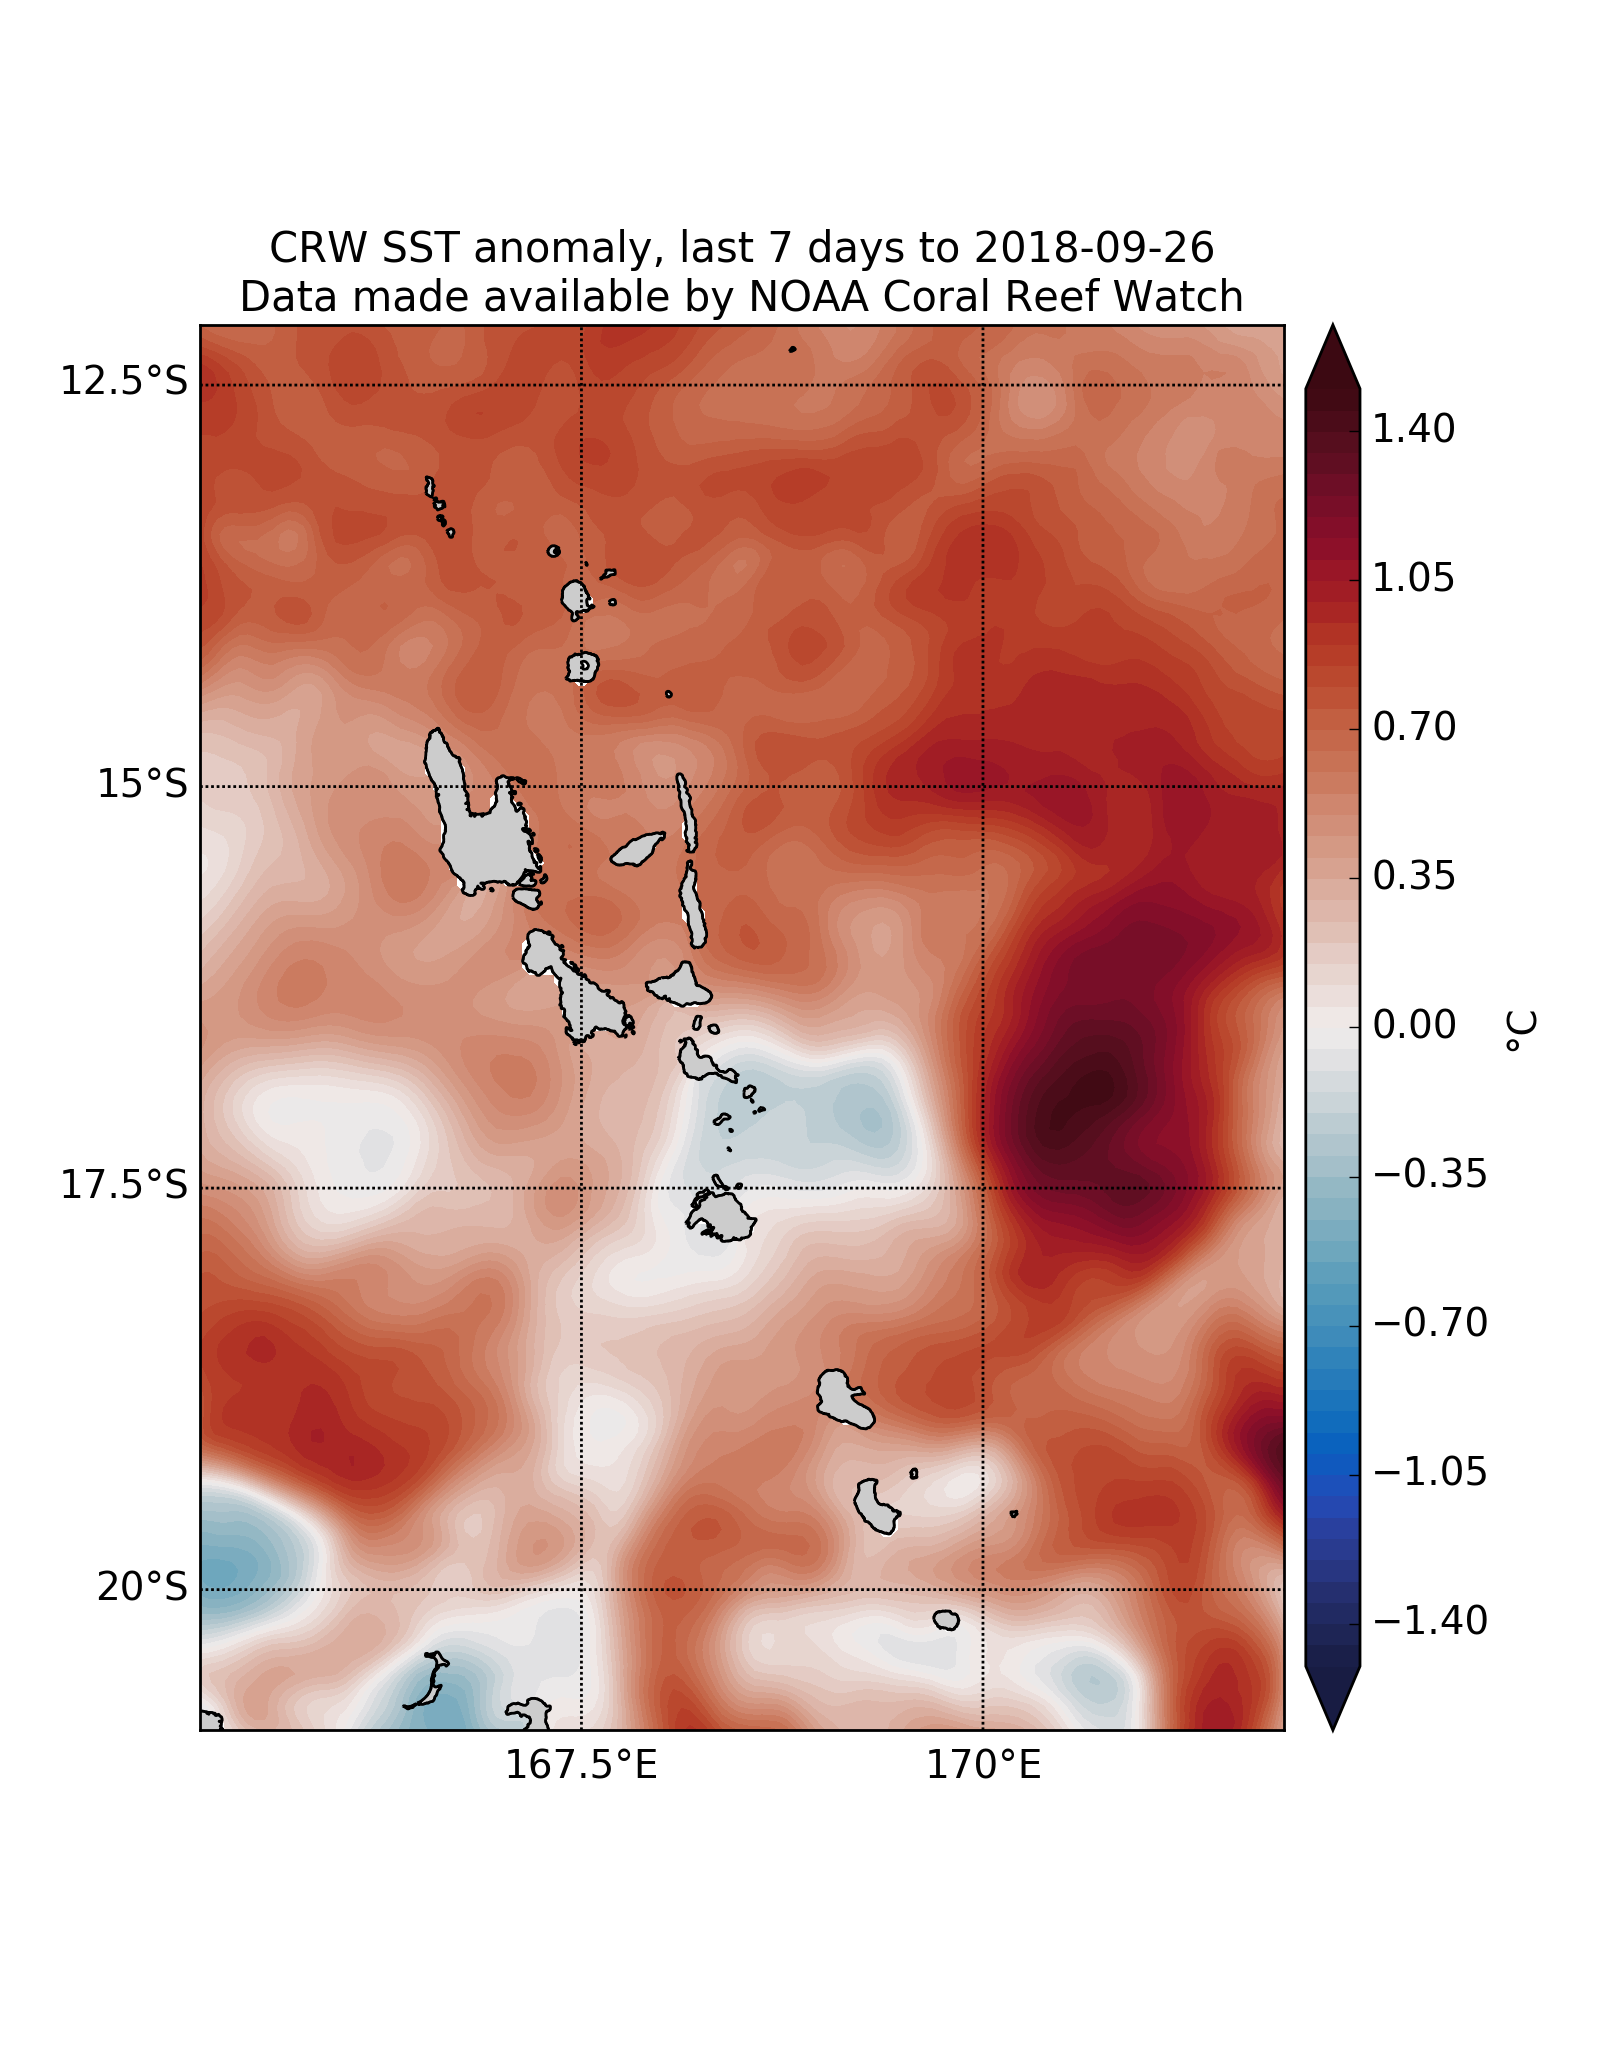 CRW SST anomaly, last 7 days to 2018-09-26
Data made available by NOAA Coral Reef Watch
12.5°S
15°S
17.5°S
20°S
167.5°E
170°E
1.40
1.05
0.70
0.35
0.00
−0.35
−0.70
−1.05
−1.40
°C